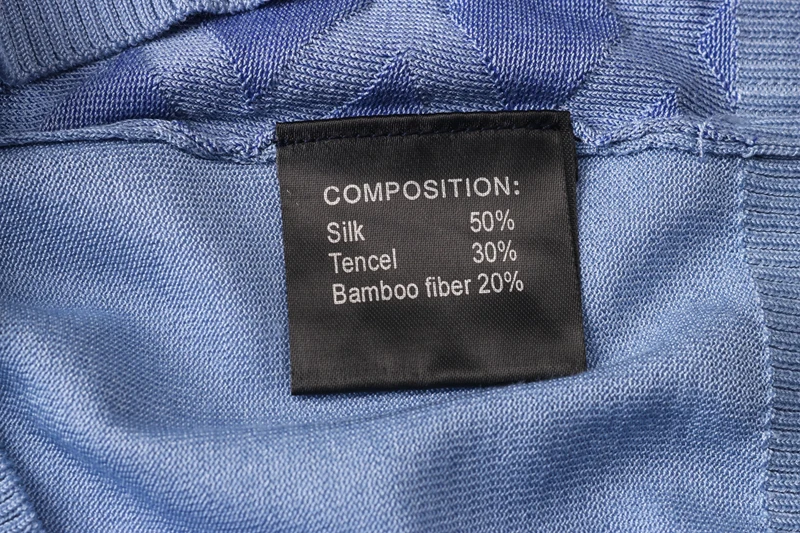 COMPOSITION:
Silk 50%
Tencel 30%
Bamboo fiber 20%